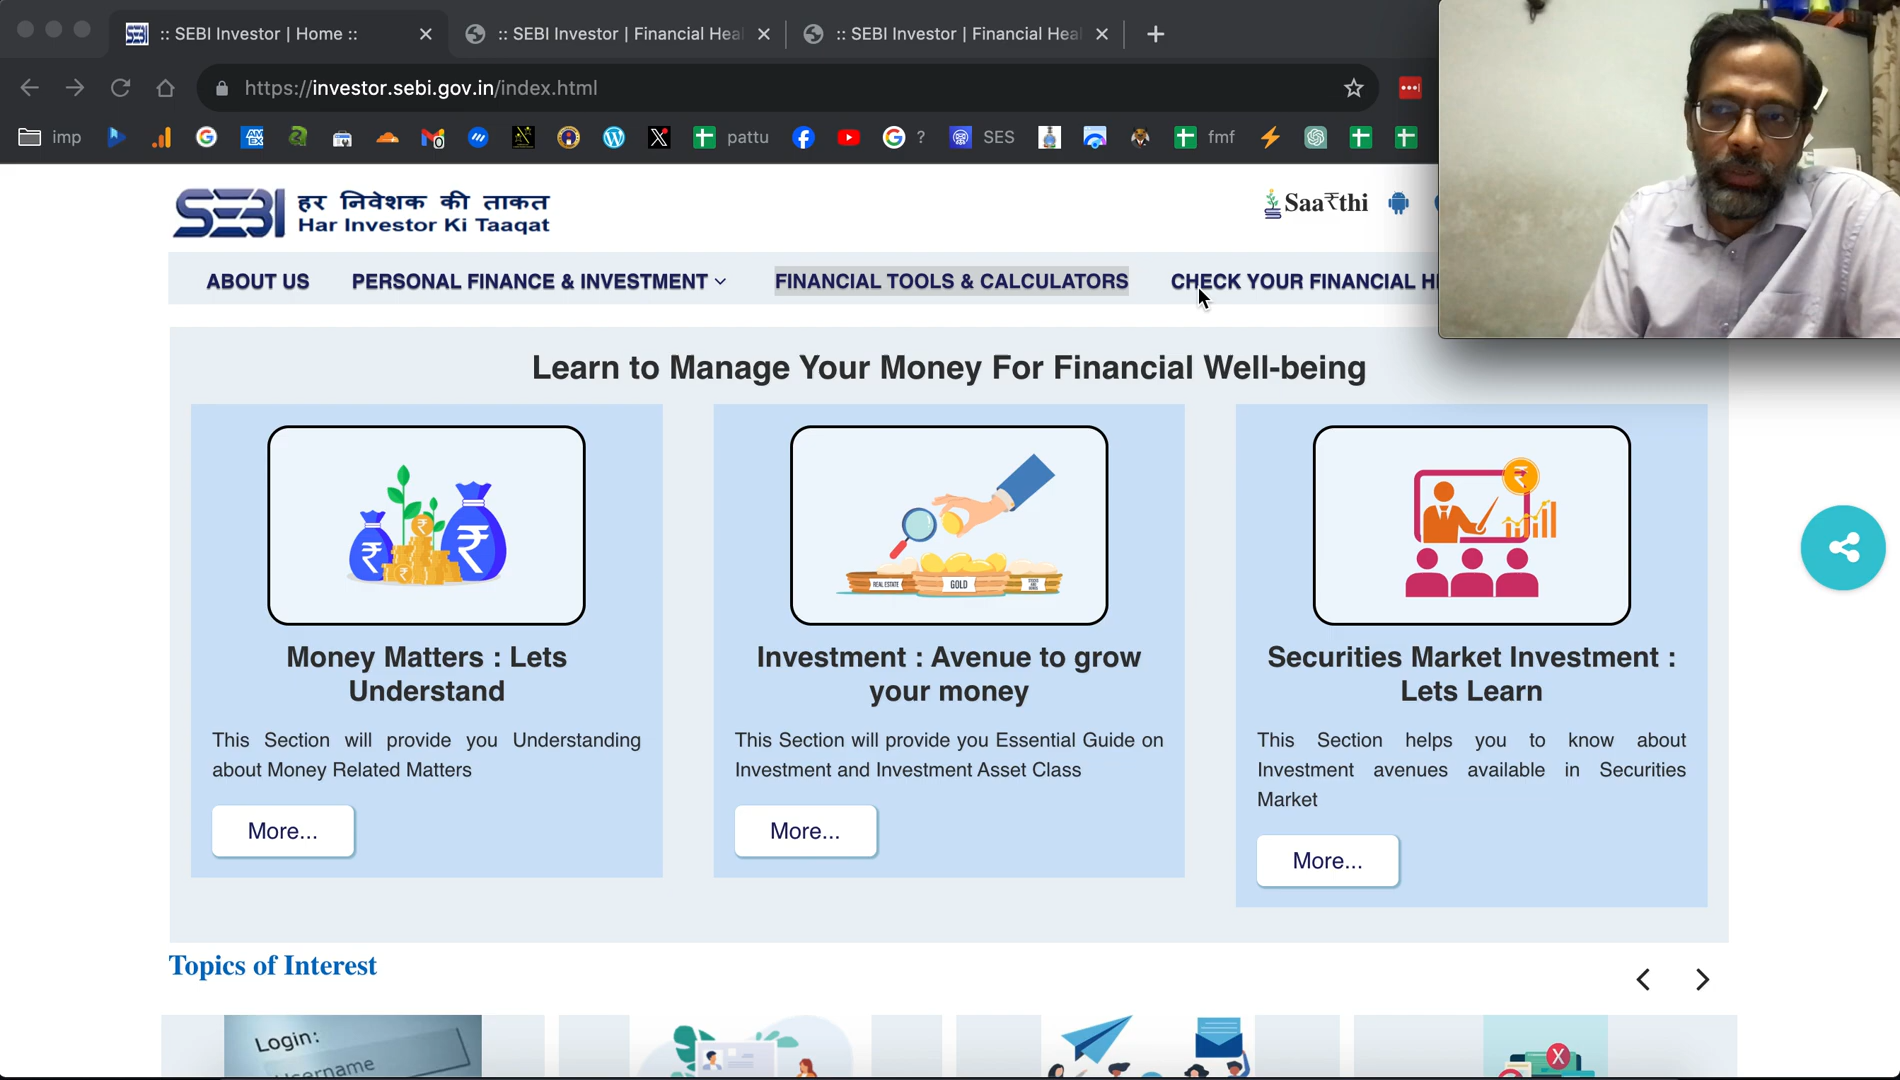 :: SEBI Investor | Home ::
:: SEBI Investor | Financial Heal
:: SEBI Investor | Financial Heal
https://investor.sebi.gov.in/index.html
imp
AM
EX
pattu
?
SES
fmf
SEBI
हर निवेशक की ताकत
Har Investor Ki Taaqat
Saa₹thi
ABOUT US
PERSONAL FINANCE & INVESTMENT
FINANCIAL TOOLS & CALCULATORS
CHECK YOUR FINANCIAL HE
Learn to Manage Your Money For Financial Well-being
₹
₹
REAL ESTATE
GOLD
₹
Money Matters : Lets
Understand
This Section will provide you Understanding
about Money Related Matters
More...
Investment : Avenue to grow
your money
This Section will provide you Essential Guide on
Investment and Investment Asset Class
More...
Securities Market Investment :
Lets Learn
This Section helps you to know about
Investment avenues available in Securities
Market
More...
Topics of Interest
Login:
Username
X